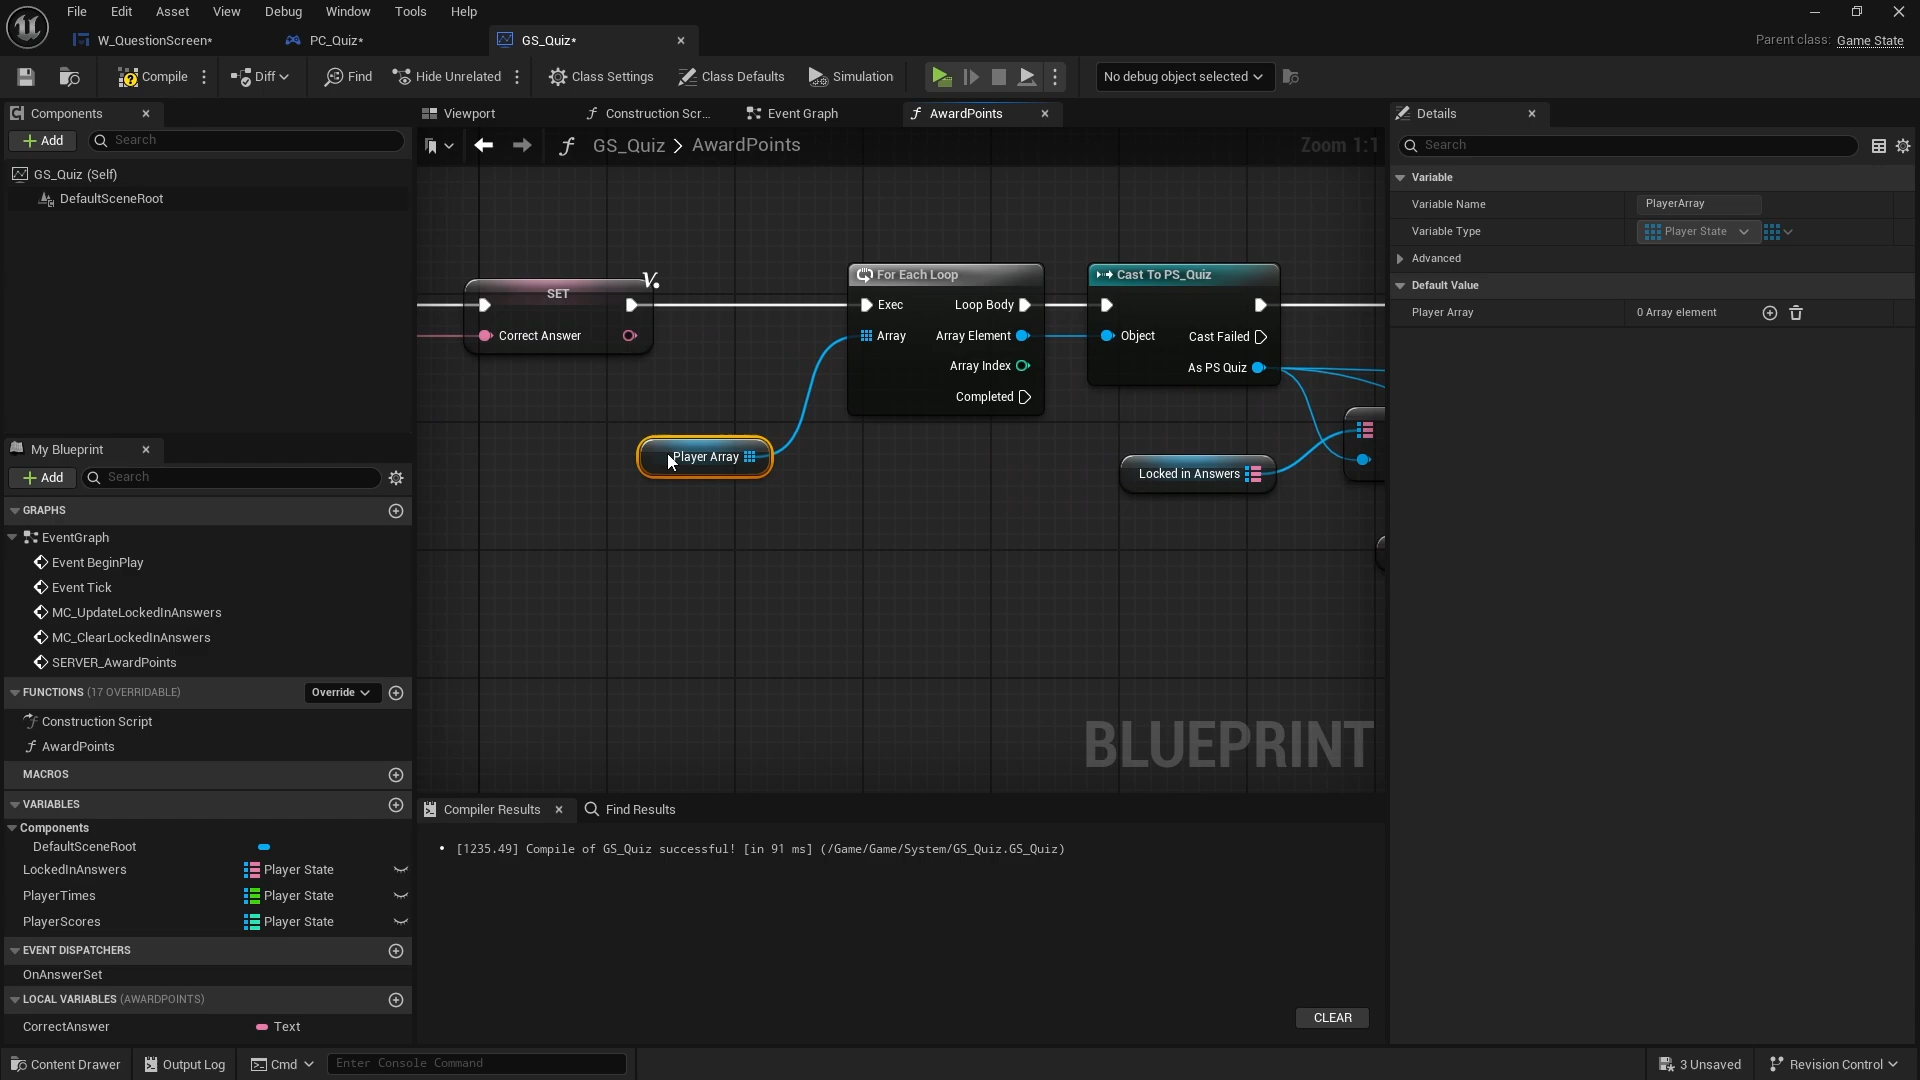 File Edit Asset View Debug Window Tools Help
W_QuestionScreen* PC_Quiz* GS_Quiz* Parent class: Game State
Compile Diff Find Hide Unrelated Class Settings Class Defaults Simulation No debug object selected
Components
Add Search
GS_Quiz (Self)
DefaultSceneRoot
Viewport Construction Scr... Event Graph AwardPoints
GS_Quiz > AwardPoints Zoom 1:1
SET
Correct Answer
V.
For Each Loop
Exec Loop Body
Array Array Element
Array Index
Completed
Cast To PS_Quiz
Object Cast Failed
As PS Quiz
Player Array
Locked in Answers
BLUEPRINT
My Blueprint
Add Search
GRAPHS
EventGraph
Event BeginPlay
Event Tick
MC_UpdateLockedInAnswers
MC_ClearLockedInAnswers
SERVER_AwardPoints
FUNCTIONS (17 OVERRIDABLE) Override
Construction Script
AwardPoints
MACROS
VARIABLES
Components
DefaultSceneRoot
LockedInAnswers Player State
PlayerTimes Player State
PlayerScores Player State
EVENT DISPATCHERS
OnAnswerSet
LOCAL VARIABLES (AWARDPOINTS)
CorrectAnswer Text
Compiler Results Find Results
• [1235.49] Compile of GS_Quiz successful! [in 91 ms] (/Game/Game/System/GS_Quiz.GS_Quiz)
CLEAR
Details
Search
Variable
Variable Name PlayerArray
Variable Type Player State
Advanced
Default Value
Player Array 0 Array element
Content Drawer Output Log Cmd Enter Console Command 3 Unsaved Revision Control